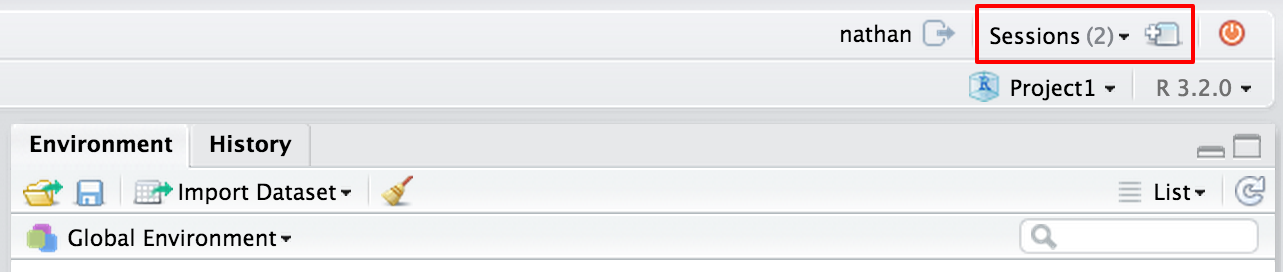 nathan Sessions (2)
Project1 R 3.2.0
Environment History
Import Dataset List
Global Environment